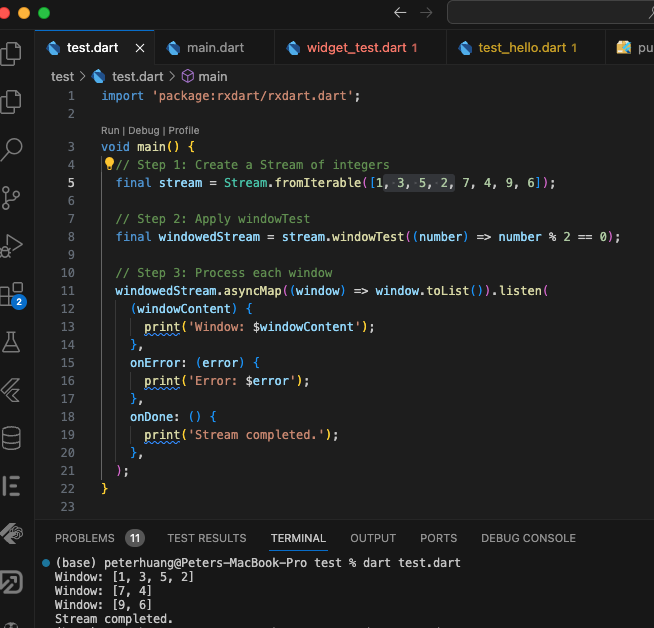 test.dart
main.dart
widget_test.dart 1
test_hello.dart 1
pu
test > test.dart > main
1 import 'package:rxdart/rxdart.dart';
2
Run | Debug | Profile
3 void main() {
4 // Step 1: Create a Stream of integers
5 final stream = Stream.fromIterable([1, 3, 5, 2, 7, 4, 9, 6]);
6
7 // Step 2: Apply windowTest
8 final windowedStream = stream.windowTest((number) => number % 2 == 0);
9
10 // Step 3: Process each window
11 windowedStream.asyncMap((window) => window.toList()).listen(
12 (windowContent) {
13 print('Window: $windowContent');
14 },
15 onError: (error) {
16 print('Error: $error');
17 },
18 onDone: () {
19 print('Stream completed.');
20 },
21 );
22 }
23
2
PROBLEMS 11 TEST RESULTS TERMINAL OUTPUT PORTS DEBUG CONSOLE
(base) peterhuang@Peters-MacBook-Pro test % dart test.dart
Window: [1, 3, 5, 2]
Window: [7, 4]
Window: [9, 6]
Stream completed.